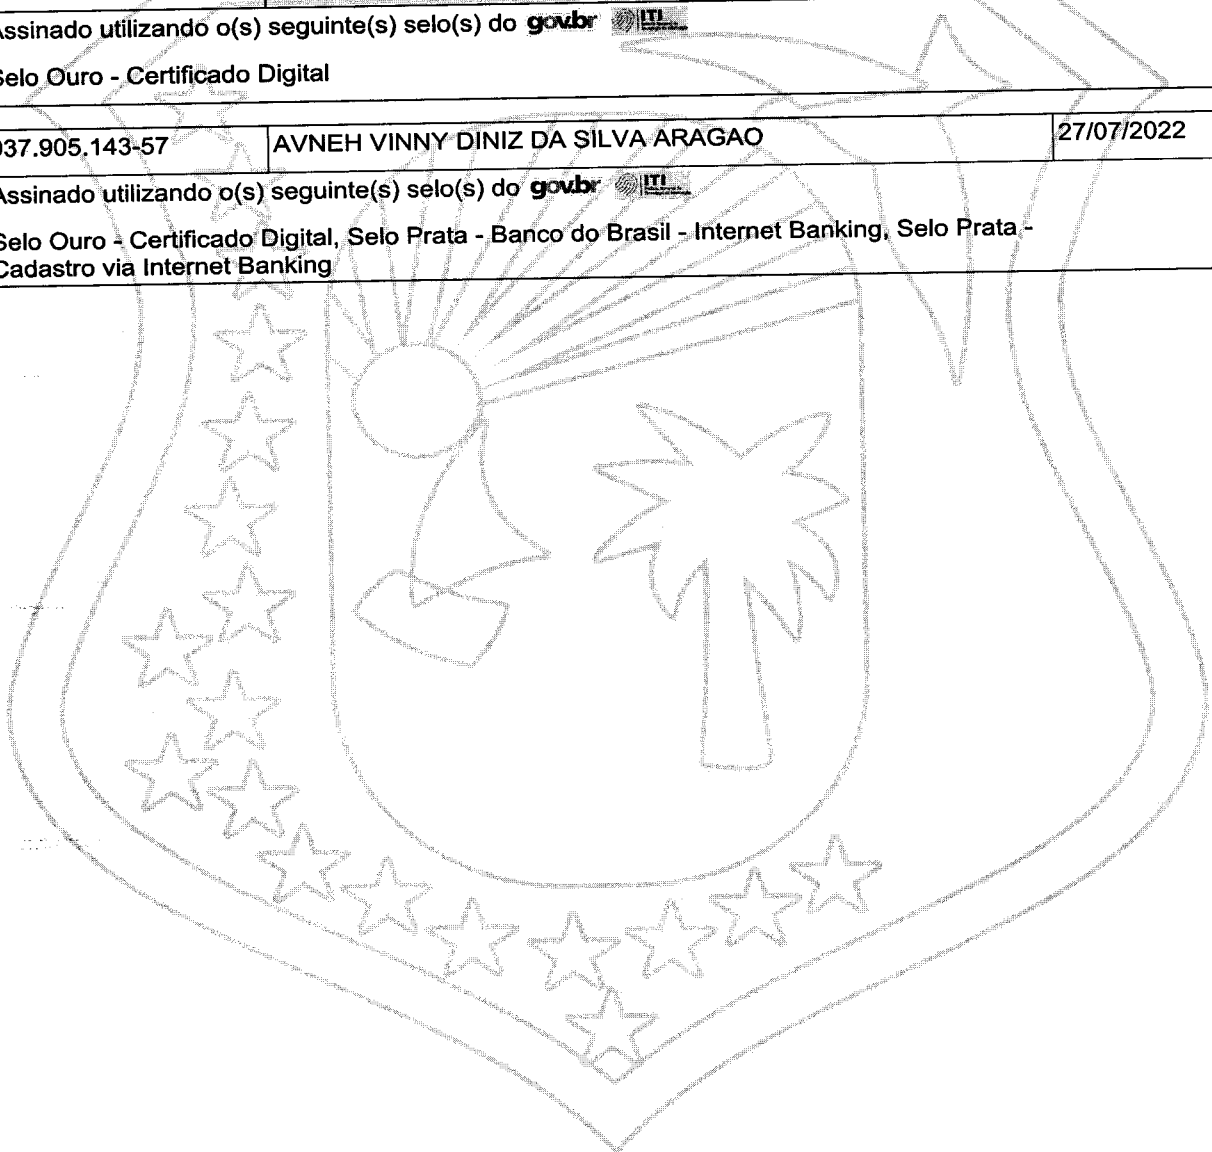 Assinado utilizando o(s) seguinte(s) selo(s) do gov.br ITI
Selo Ouro - Certificado Digital
037.905.143-57 AVNEH VINNY DINIZ DA SILVA ARAGAO 27/07/2022
Assinado utilizando o(s) seguinte(s) selo(s) do gov.br ITI
Selo Ouro - Certificado Digital, Selo Prata - Banco do Brasil - Internet Banking, Selo Prata -
Cadastro via Internet Banking